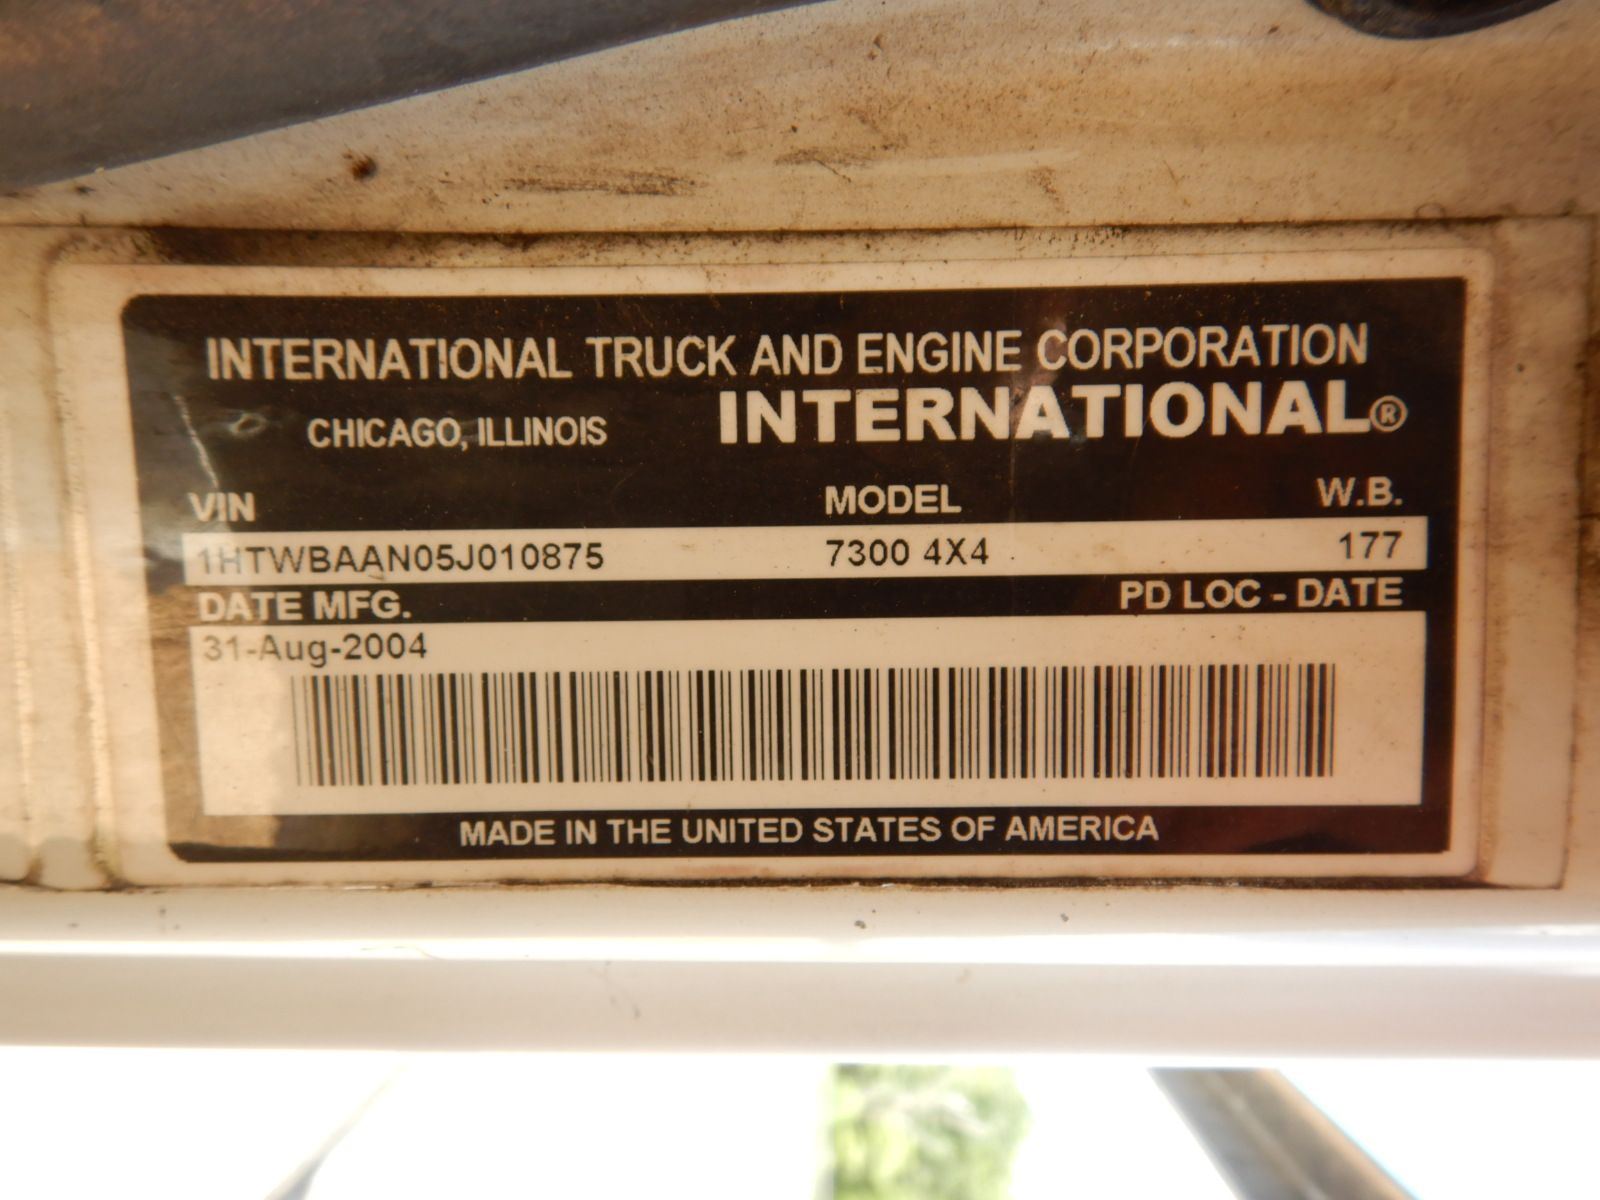 INTERNATIONAL TRUCK AND ENGINE CORPORATION
CHICAGO, ILLINOIS INTERNATIONAL®
VIN MODEL W.B.
1HTWBAAN05J010875 7300 4X4 177
DATE MFG. PD LOC - DATE
31-Aug-2004
MADE IN THE UNITED STATES OF AMERICA